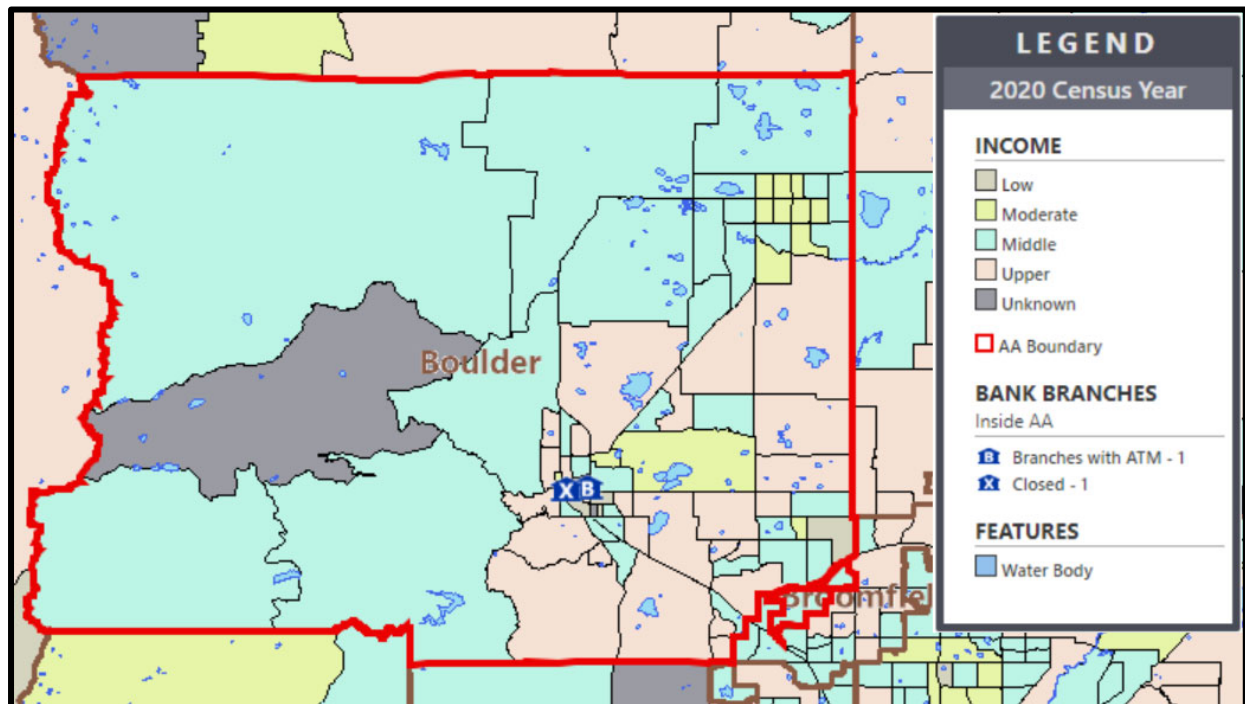 LEGEND
2020 Census Year
INCOME
Low
Moderate
Middle
Upper
Unknown
AA Boundary
BANK BRANCHES
Inside AA
B Branches with ATM - 1
X Closed - 1
FEATURES
Water Body
Boulder
X B
Broomfiel